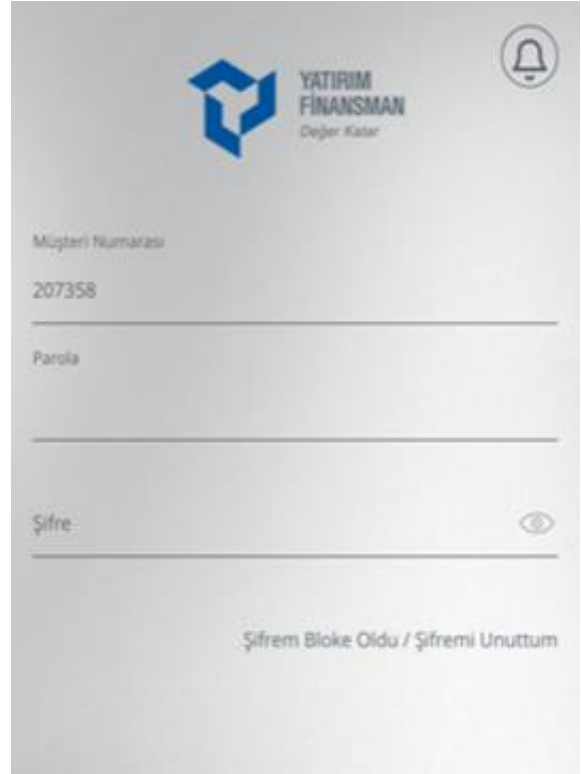 YATIRIM
FİNANSMAN
Değer Katar
Müşteri Numarası
207358
Parola
Şifre
Şifrem Bloke Oldu / Şifremi Unuttum